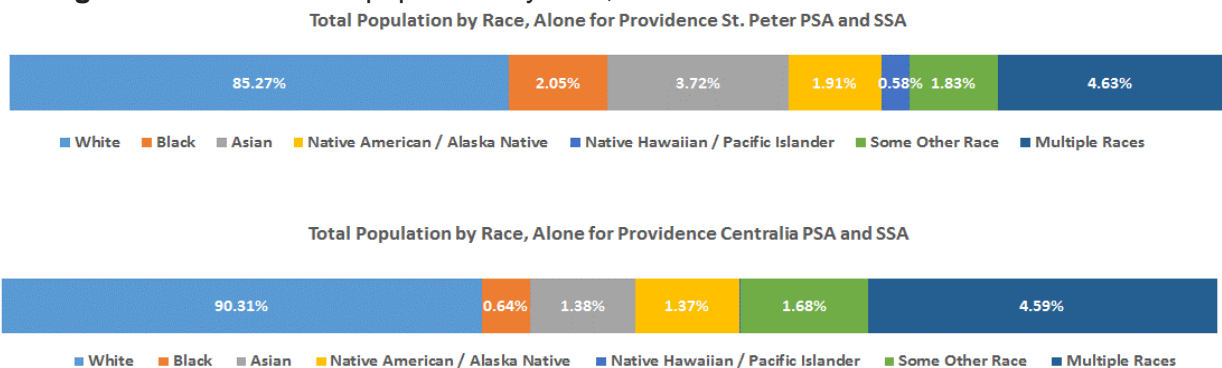 Total Population by Race, Alone for Providence St. Peter PSA and SSA
85.27% 2.05% 3.72% 1.91% 0.58% 1.83% 4.63%
White Black Asian Native American / Alaska Native Native Hawaiian / Pacific Islander Some Other Race Multiple Races
Total Population by Race, Alone for Providence Centralia PSA and SSA
90.31% 0.64% 1.38% 1.37% 1.68% 4.59%
White Black Asian Native American / Alaska Native Native Hawaiian / Pacific Islander Some Other Race Multiple Races